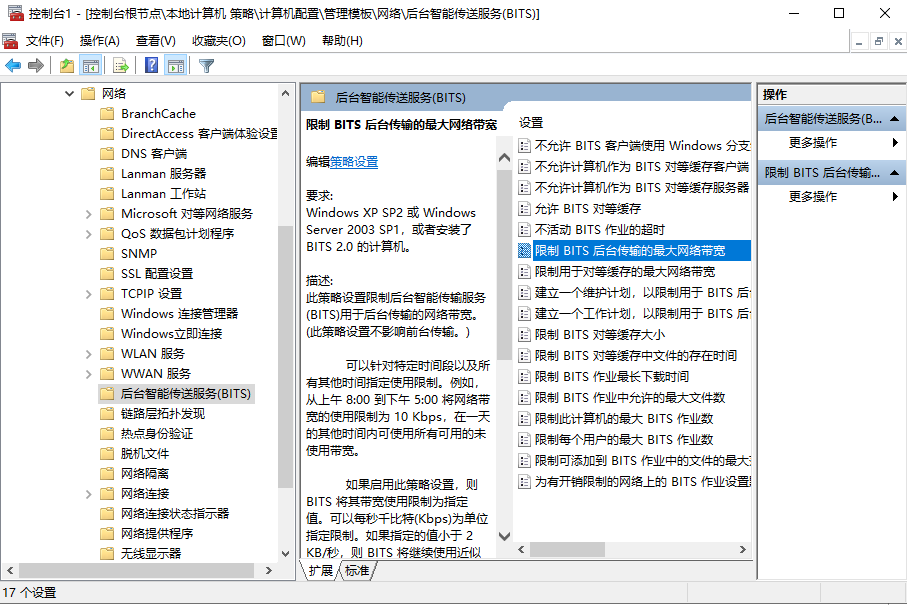 控制台1 - [控制台根节点\本地计算机 策略\计算机配置\管理模板\网络\后台智能传送服务(BITS)]
文件(F) 操作(A) 查看(V) 收藏夹(O) 窗口(W) 帮助(H)
网络
BranchCache
DirectAccess 客户端体验设置
DNS 客户端
Lanman 服务器
Lanman 工作站
Microsoft 对等网络服务
QoS 数据包计划程序
SNMP
SSL 配置设置
TCPIP 设置
Windows 连接管理器
Windows立即连接
WLAN 服务
WWAN 服务
后台智能传送服务(BITS)
链路层拓扑发现
热点身份验证
脱机文件
网络隔离
网络连接
网络连接状态指示器
网络提供程序
无线显示器
后台智能传送服务(BITS)
限制 BITS 后台传输的最大网络带宽
编辑策略设置
要求:
Windows XP SP2 或 Windows
Server 2003 SP1，或者安装了
BITS 2.0 的计算机。
描述:
此策略设置限制后台智能传输服务
(BITS)用于后台传输的网络带宽。
(此策略设置不影响前台传输。)
可以针对特定时间段以及所
有其他时间指定使用限制。例如，
从上午 8:00 到下午 5:00 将网络带
宽的使用限制为 10 Kbps，在一天
的其他时间内可使用所有可用的未
使用带宽。
如果启用此策略设置，则
BITS 将其带宽使用限制为指定
值。可以每秒千比特(Kbps)为单位
指定限制。如果指定的值小于 2
KB/秒，则 BITS 将继续使用近似
设置
不允许 BITS 客户端使用 Windows 分支
不允许计算机作为 BITS 对等缓存客户端
不允许计算机作为 BITS 对等缓存服务器
允许 BITS 对等缓存
不活动 BITS 作业的超时
限制 BITS 后台传输的最大网络带宽
限制用于对等缓存的最大网络带宽
建立一个维护计划，以限制用于 BITS 后台
建立一个工作计划，以限制用于 BITS 后台
限制 BITS 对等缓存大小
限制 BITS 对等缓存中文件的存在时间
限制 BITS 作业最长下载时间
限制 BITS 作业中允许的最大文件数
限制此计算机的最大 BITS 作业数
限制每个用户的最大 BITS 作业数
限制可添加到 BITS 作业中的文件的最大
为有开销限制的网络上的 BITS 作业设置
扩展 标准
操作
后台智能传送服务(B...
更多操作
限制 BITS 后台传输...
更多操作
17 个设置